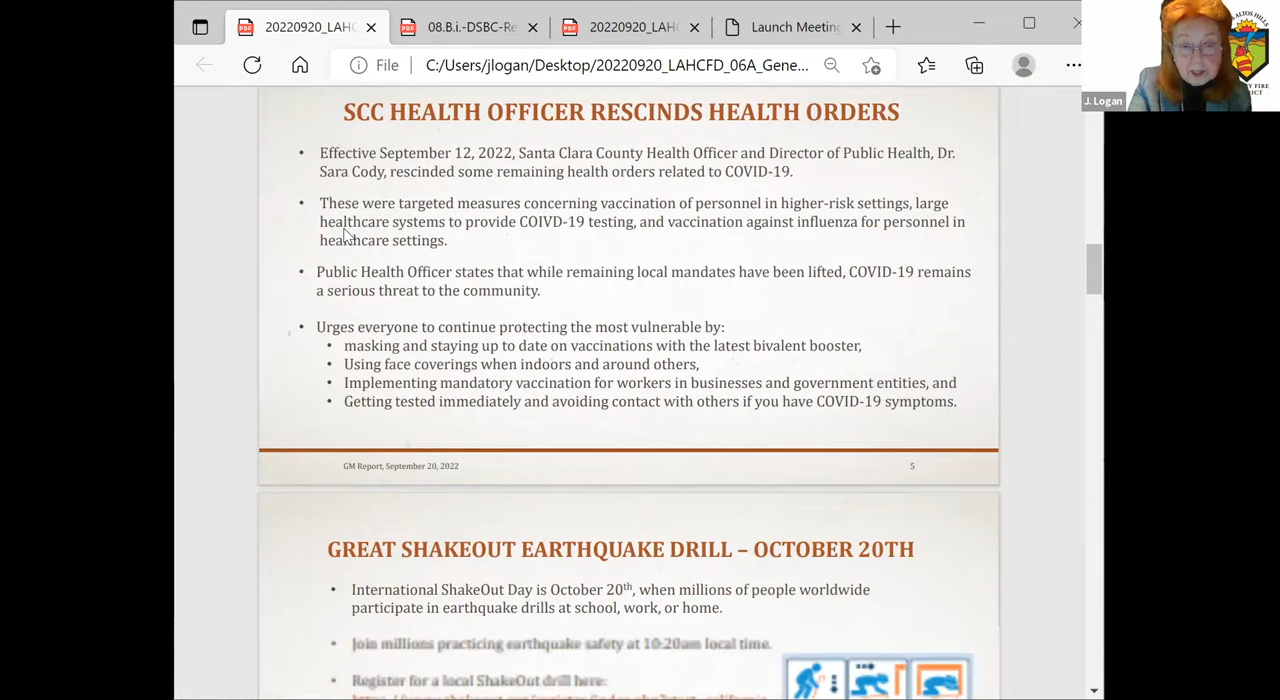 20220920_LAHC
08.B.i.-DSBC-Re
20220920_LAHC
Launch Meeting
File
C:/Users/jlogan/Desktop/20220920_LAHCFD_06A_Gene...
ALTOS HILLS
J. Logan
SCC HEALTH OFFICER RESCINDS HEALTH ORDERS
• Effective September 12, 2022, Santa Clara County Health Officer and Director of Public Health, Dr.
Sara Cody, rescinded some remaining health orders related to COVID-19.
• These were targeted measures concerning vaccination of personnel in higher-risk settings, large
healthcare systems to provide COIVD-19 testing, and vaccination against influenza for personnel in
healthcare settings.
• Public Health Officer states that while remaining local mandates have been lifted, COVID-19 remains
a serious threat to the community.
• Urges everyone to continue protecting the most vulnerable by:
• masking and staying up to date on vaccinations with the latest bivalent booster,
• Using face coverings when indoors and around others,
• Implementing mandatory vaccination for workers in businesses and government entities, and
• Getting tested immediately and avoiding contact with others if you have COVID-19 symptoms.
GM Report, September 20, 2022
5
GREAT SHAKEOUT EARTHQUAKE DRILL – OCTOBER 20TH
• International ShakeOut Day is October 20th, when millions of people worldwide
participate in earthquake drills at school, work, or home.
• Join millions practicing earthquake safety at 10:20am local time.
• Register for a local ShakeOut drill here: